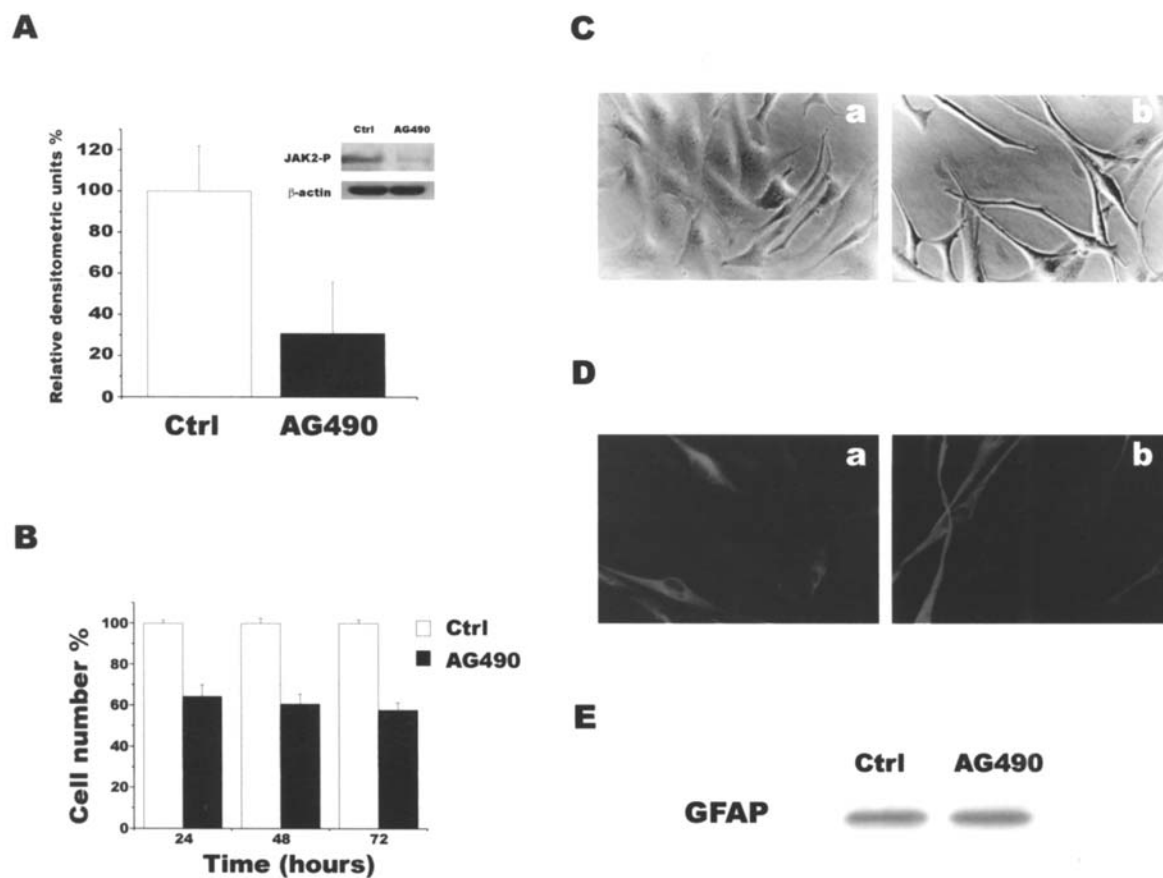 A
Relative densitometric units %
120
100
80
60
40
20
0
Ctrl AG490
JAK2-P
β-actin
Ctrl AG490
B
Cell number %
100
80
60
40
20
0
24 48 72
Time (hours)
Ctrl
AG490
C
a b
D
a b
E
Ctrl AG490
GFAP